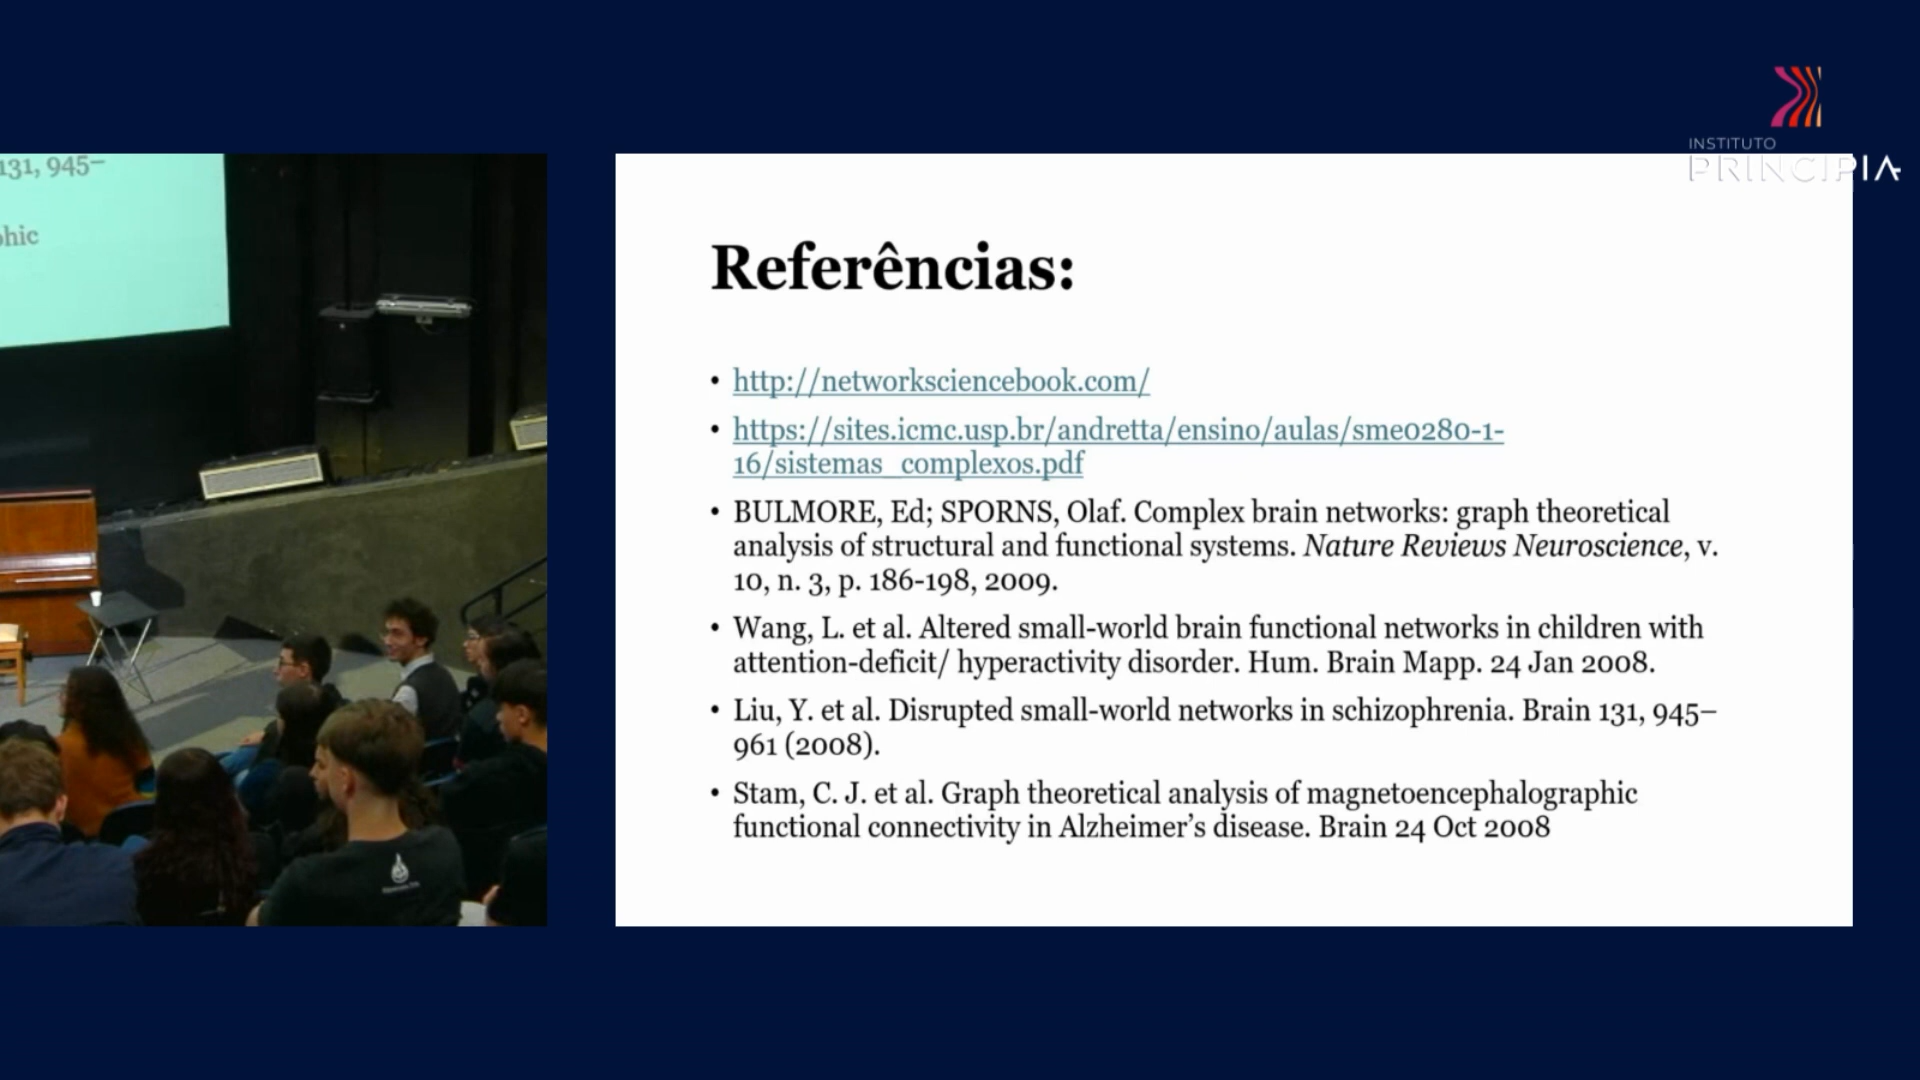 INSTITUTO
PRINCIPIA
131, 945–
phic
Referências:
• http://networksciencebook.com/
• https://sites.icmc.usp.br/andretta/ensino/aulas/sme0280-1-
16/sistemas_complexos.pdf
• BULMORE, Ed; SPORNS, Olaf. Complex brain networks: graph theoretical
analysis of structural and functional systems. Nature Reviews Neuroscience, v.
10, n. 3, p. 186-198, 2009.
• Wang, L. et al. Altered small-world brain functional networks in children with
attention-deficit/ hyperactivity disorder. Hum. Brain Mapp. 24 Jan 2008.
• Liu, Y. et al. Disrupted small-world networks in schizophrenia. Brain 131, 945–
961 (2008).
• Stam, C. J. et al. Graph theoretical analysis of magnetoencephalographic
functional connectivity in Alzheimer’s disease. Brain 24 Oct 2008